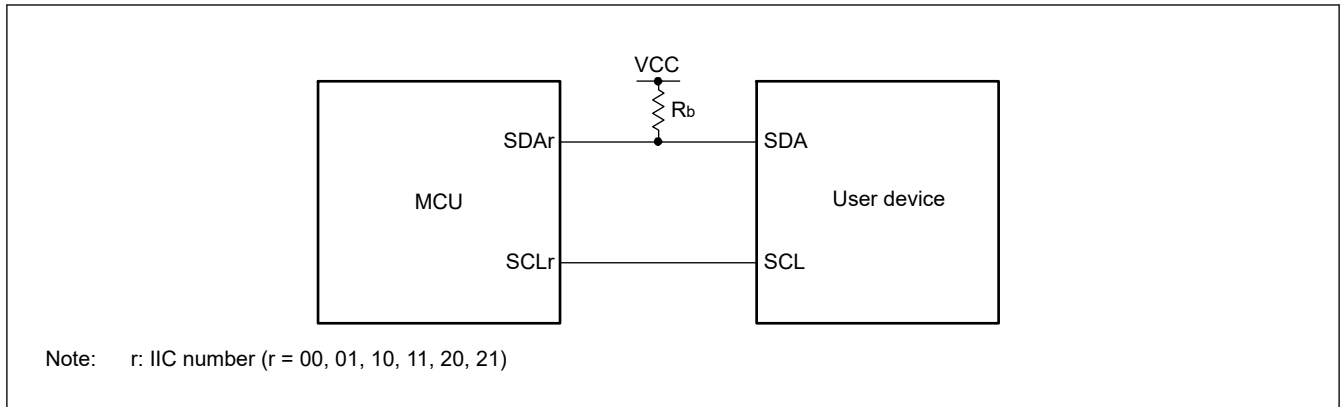 VCC
Rb
SDAr SDA
MCU User device
SCLr SCL
Note: r: IIC number (r = 00, 01, 10, 11, 20, 21)